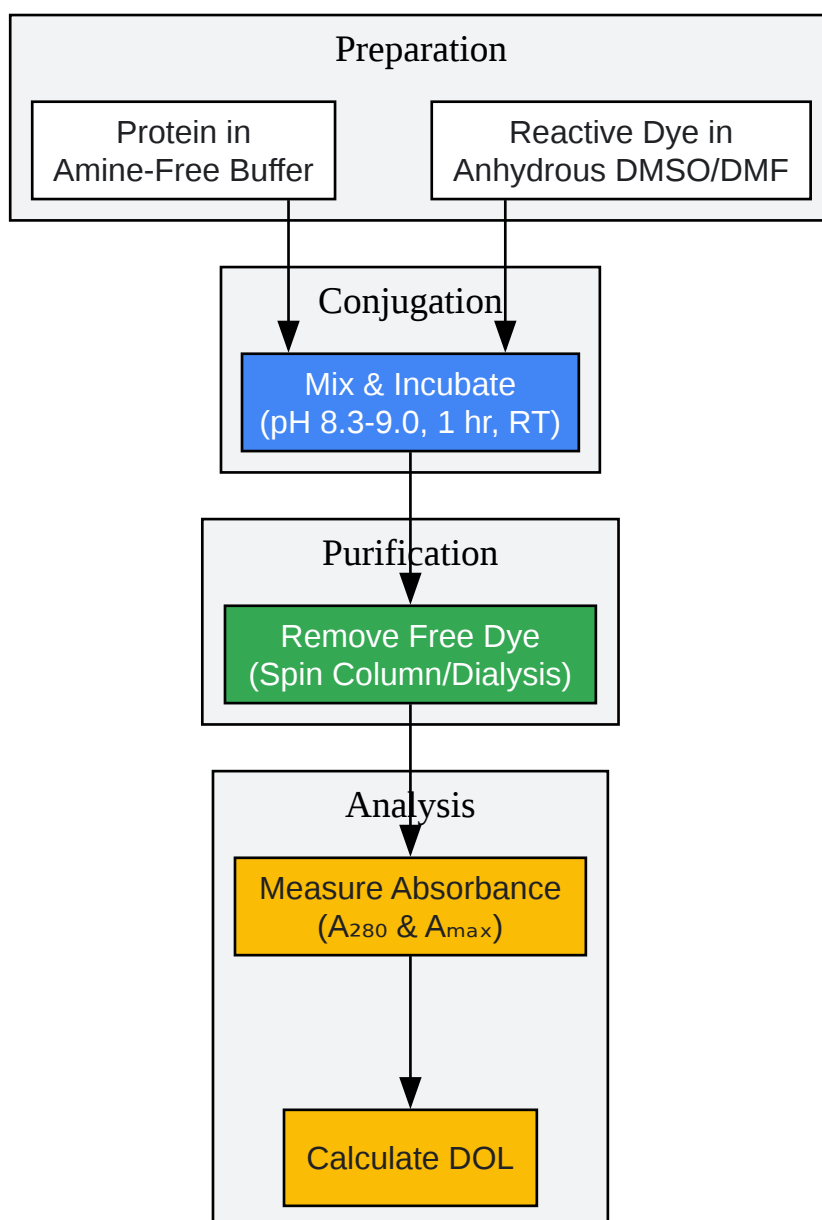 Preparation
Protein in
Amine-Free Buffer
Reactive Dye in
Anhydrous DMSO/DMF
Conjugation
Mix & Incubate
(pH 8.3-9.0, 1 hr, RT)
Purification
Remove Free Dye
(Spin Column/Dialysis)
Analysis
Measure Absorbance
(A₂₈₀ & Aₘₐₓ)
Calculate DOL